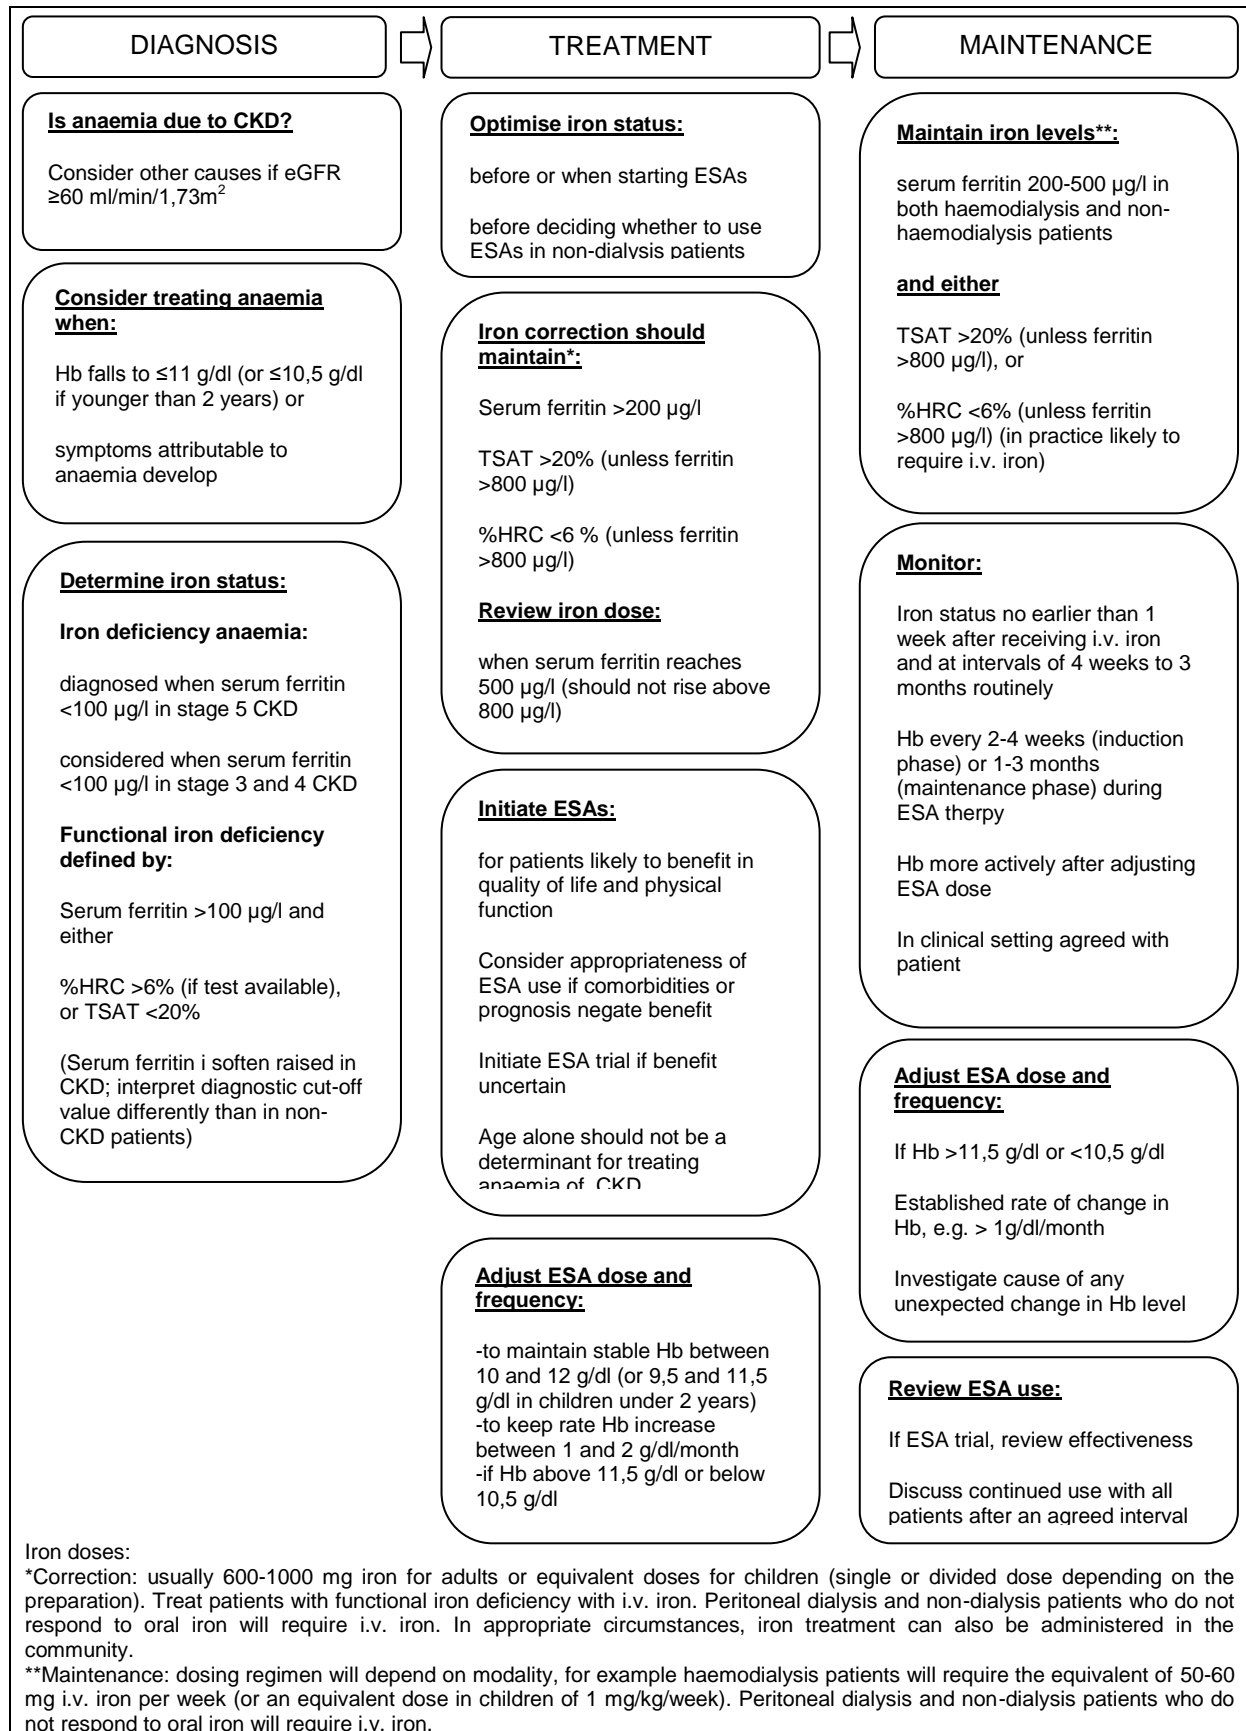 DIAGNOSIS
TREATMENT
MAINTENANCE
Is anaemia due to CKD?
Consider other causes if eGFR
≥60 ml/min/1,73m²
Consider treating anaemia
when:
Hb falls to ≤11 g/dl (or ≤10,5 g/dl
if younger than 2 years) or
symptoms attributable to
anaemia develop
Determine iron status:
Iron deficiency anaemia:
diagnosed when serum ferritin
<100 µg/l in stage 5 CKD
considered when serum ferritin
<100 µg/l in stage 3 and 4 CKD
Functional iron deficiency
defined by:
Serum ferritin >100 µg/l and
either
%HRC >6% (if test available),
or TSAT <20%
(Serum ferritin i soften raised in
CKD; interpret diagnostic cut-off
value differently than in non-
CKD patients)
Optimise iron status:
before or when starting ESAs
before deciding whether to use
ESAs in non-dialysis patients
Iron correction should
maintain*:
Serum ferritin >200 µg/l
TSAT >20% (unless ferritin
>800 µg/l)
%HRC <6 % (unless ferritin
>800 µg/l)
Review iron dose:
when serum ferritin reaches
500 µg/l (should not rise above
800 µg/l)
Initiate ESAs:
for patients likely to benefit in
quality of life and physical
function
Consider appropriateness of
ESA use if comorbidities or
prognosis negate benefit
Initiate ESA trial if benefit
uncertain
Age alone should not be a
determinant for treating
anaemia of CKD
Adjust ESA dose and
frequency:
-to maintain stable Hb between
10 and 12 g/dl (or 9,5 and 11,5
g/dl in children under 2 years)
-to keep rate Hb increase
between 1 and 2 g/dl/month
-if Hb above 11,5 g/dl or below
10,5 g/dl
Maintain iron levels**:
serum ferritin 200-500 µg/l in
both haemodialysis and non-
haemodialysis patients
and either
TSAT >20% (unless ferritin
>800 µg/l), or
%HRC <6% (unless ferritin
>800 µg/l) (in practice likely to
require i.v. iron)
Monitor:
Iron status no earlier than 1
week after receiving i.v. iron
and at intervals of 4 weeks to 3
months routinely
Hb every 2-4 weeks (induction
phase) or 1-3 months
(maintenance phase) during
ESA therpy
Hb more actively after adjusting
ESA dose
In clinical setting agreed with
patient
Adjust ESA dose and
frequency:
If Hb >11,5 g/dl or <10,5 g/dl
Established rate of change in
Hb, e.g. > 1g/dl/month
Investigate cause of any
unexpected change in Hb level
Review ESA use:
If ESA trial, review effectiveness
Discuss continued use with all
patients after an agreed interval
Iron doses:
*Correction: usually 600-1000 mg iron for adults or equivalent doses for children (single or divided dose depending on the
preparation). Treat patients with functional iron deficiency with i.v. iron. Peritoneal dialysis and non-dialysis patients who do not
respond to oral iron will require i.v. iron. In appropriate circumstances, iron treatment can also be administered in the
community.
**Maintenance: dosing regimen will depend on modality, for example haemodialysis patients will require the equivalent of 50-60
mg i.v. iron per week (or an equivalent dose in children of 1 mg/kg/week). Peritoneal dialysis and non-dialysis patients who do
not respond to oral iron will require i.v. iron.